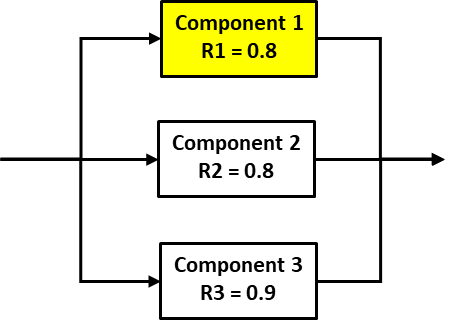 Component 1
R1 = 0.8
Component 2
R2 = 0.8
Component 3
R3 = 0.9